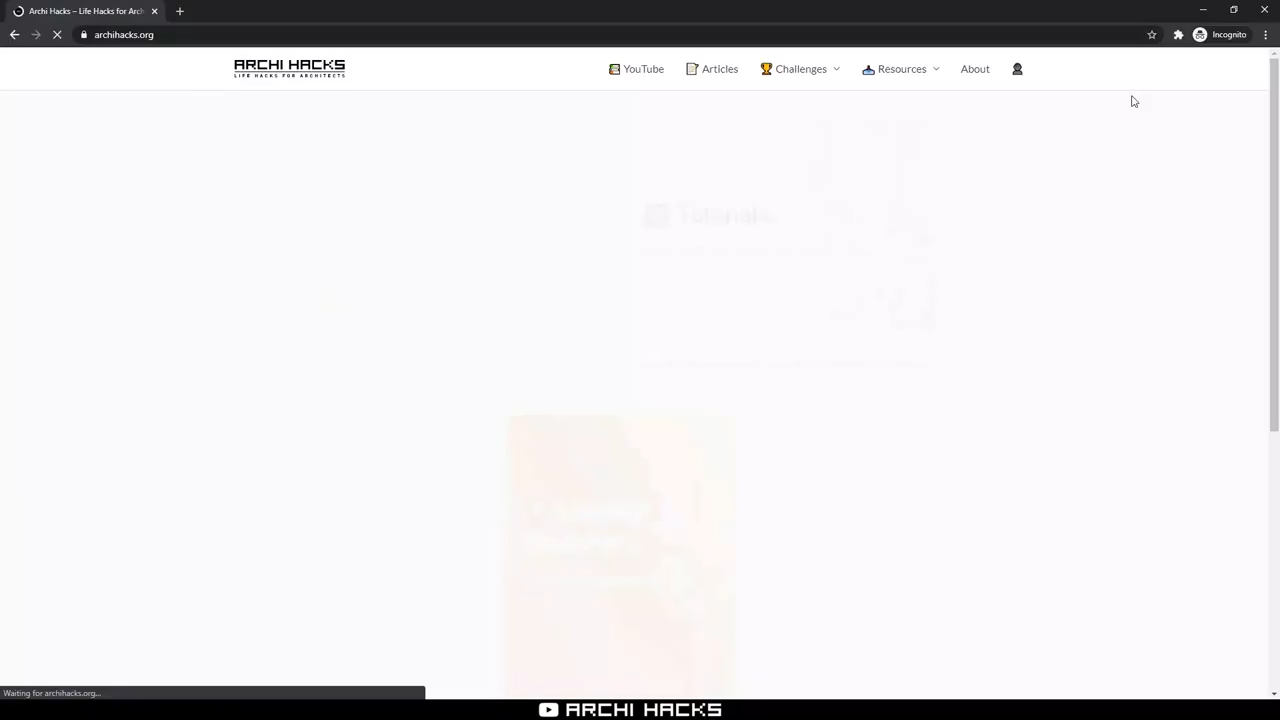 Archi Hacks – Life Hacks for Arch
archihacks.org
Incognito
ARCHI HACKS
LIFE HACKS FOR ARCHITECTS
YouTube
Articles
Challenges
Resources
About
Tutorials
Waiting for archihacks.org...
ARCHI HACKS